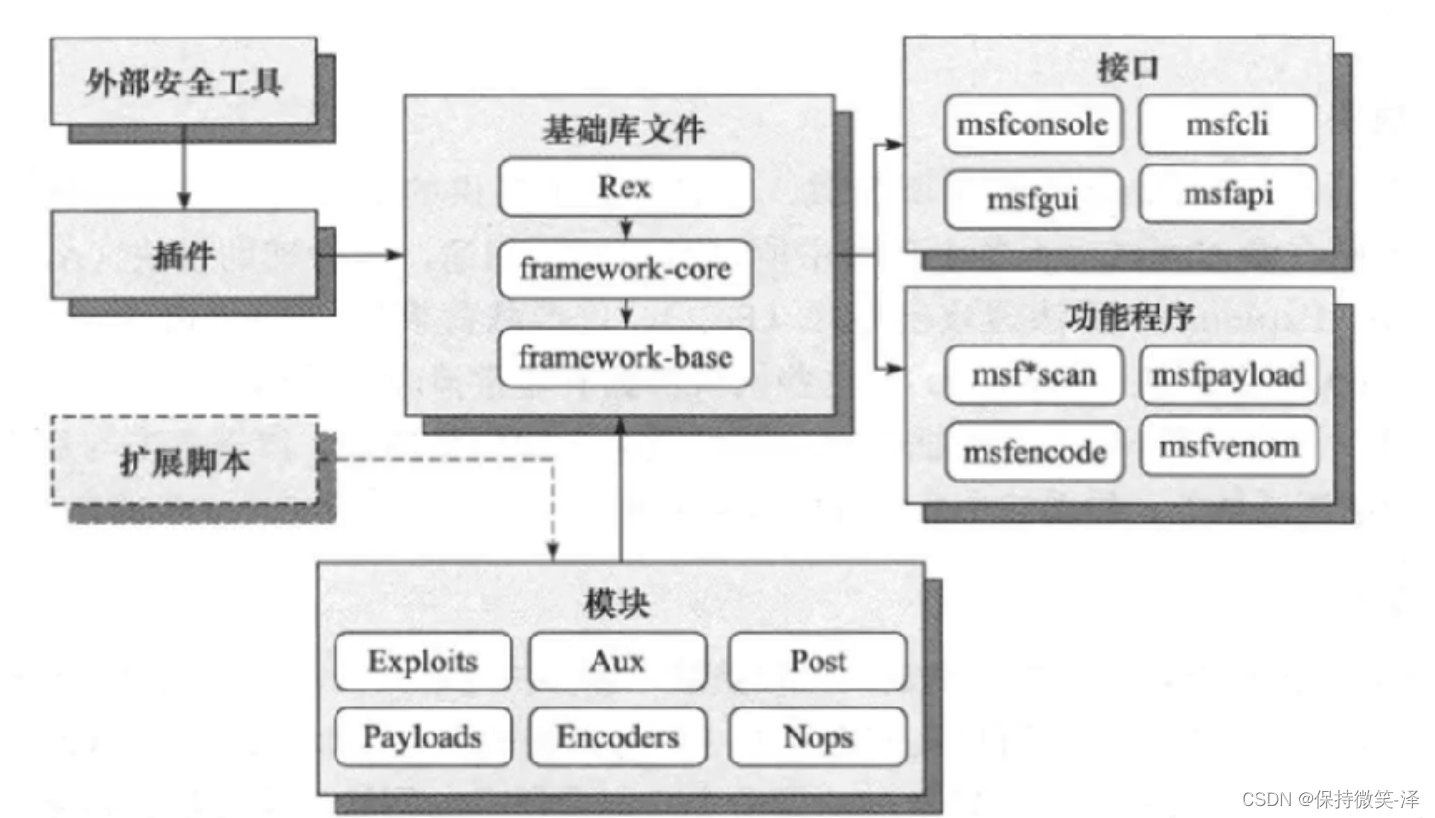 外部安全工具
插件
扩展脚本
基础库文件
Rex
framework-core
framework-base
接口
msfconsole
msfcli
msfgui
msfapi
功能程序
msf*scan
msfpayload
msfencode
msfvenom
模块
Exploits
Aux
Post
Payloads
Encoders
Nops
CSDN @保持微笑-泽